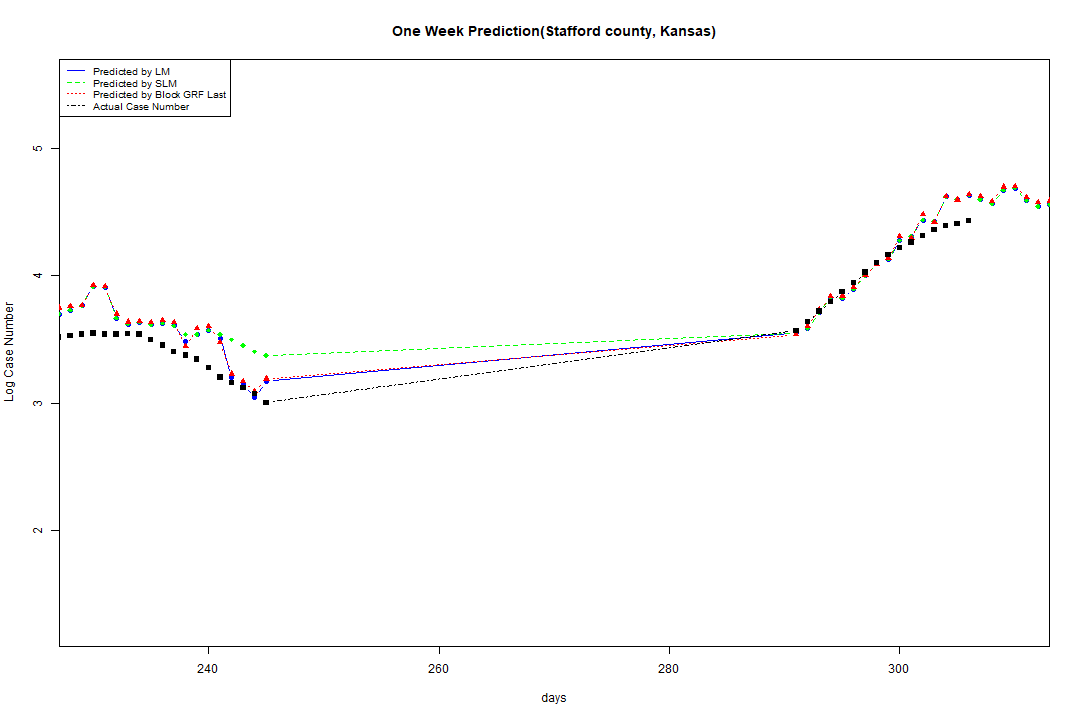 One Week Prediction(Stafford county, Kansas)
Predicted by LM
Predicted by SLM
Predicted by Block GRF Last
Actual Case Number
5
4
3
2
Log Case Number
240
260
280
300
days